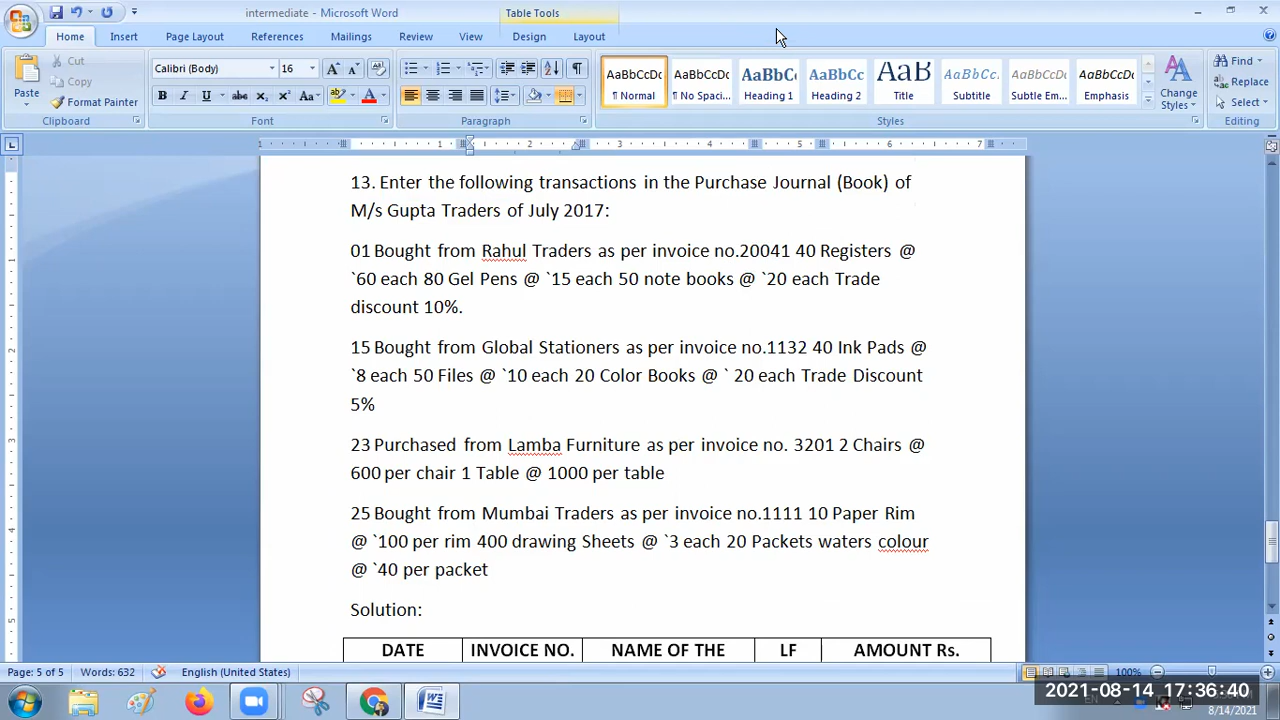 intermediate - Microsoft Word
Table Tools
Home
Insert
Page Layout
References
Mailings
Review
View
Design
Layout
Paste
Cut
Copy
Format Painter
Clipboard
Calibri (Body)
16
Font
Paragraph
AaBbCcDc
¶ Normal
AaBbCcDc
¶ No Spaci...
AaBbC
Heading 1
AaBbCc
Heading 2
AaB
Title
AaBbCc.
Subtitle
AaBbCcDc
Subtle Em...
AaBbCcDc
Emphasis
Change
Styles
Styles
Find
Replace
Select
Editing
13. Enter the following transactions in the Purchase Journal (Book) of
M/s Gupta Traders of July 2017:
01 Bought from Rahul Traders as per invoice no.20041 40 Registers @
`60 each 80 Gel Pens @ `15 each 50 note books @ `20 each Trade
discount 10%.
15 Bought from Global Stationers as per invoice no.1132 40 Ink Pads @
`8 each 50 Files @ `10 each 20 Color Books @ ` 20 each Trade Discount
5%
23 Purchased from Lamba Furniture as per invoice no. 3201 2 Chairs @
600 per chair 1 Table @ 1000 per table
25 Bought from Mumbai Traders as per invoice no.1111 10 Paper Rim
@ `100 per rim 400 drawing Sheets @ `3 each 20 Packets waters colour
@ `40 per packet
Solution:
DATE INVOICE NO. NAME OF THE LF AMOUNT Rs.
Page: 5 of 5
Words: 632
English (United States)
100%
2021-08-14 17:36:40
8/14/2021